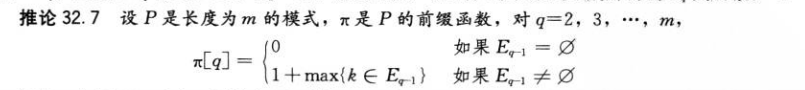 推论 32.7 设 P 是长度为 m 的模式，π 是 P 的前缀函数，对 q=2，3，…，m，
π[q] = { 0 如果 E_{q-1} = ∅
1+max{k ∈ E_{q-1}} 如果 E_{q-1} ≠ ∅